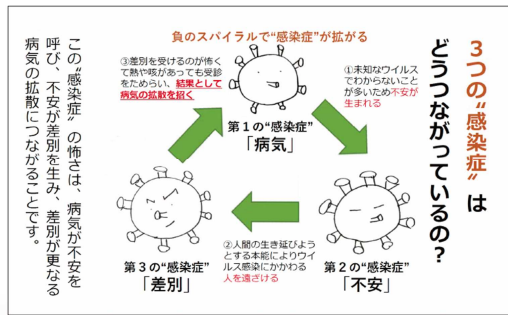 3つの“感染症”は
どうつながっているの?
負のスパイラルで“感染症”が拡がる
①未知なウイルス
でわからないこと
が多いため不安が
生まれる
③差別を受けるのが怖く
て熱や咳があっても受診
をためらい、結果として
病気の拡散を招く
第1の“感染症”
「病気」
②人間の生き延びよう
とする本能によりウイ
ルス感染にかかわる
人を遠ざける
第2の“感染症”
「不安」
第3の“感染症”
「差別」
この“感染症”の怖さは、病気が不安を
呼び、不安が差別を生み、差別が更なる
病気の拡散につながることです。